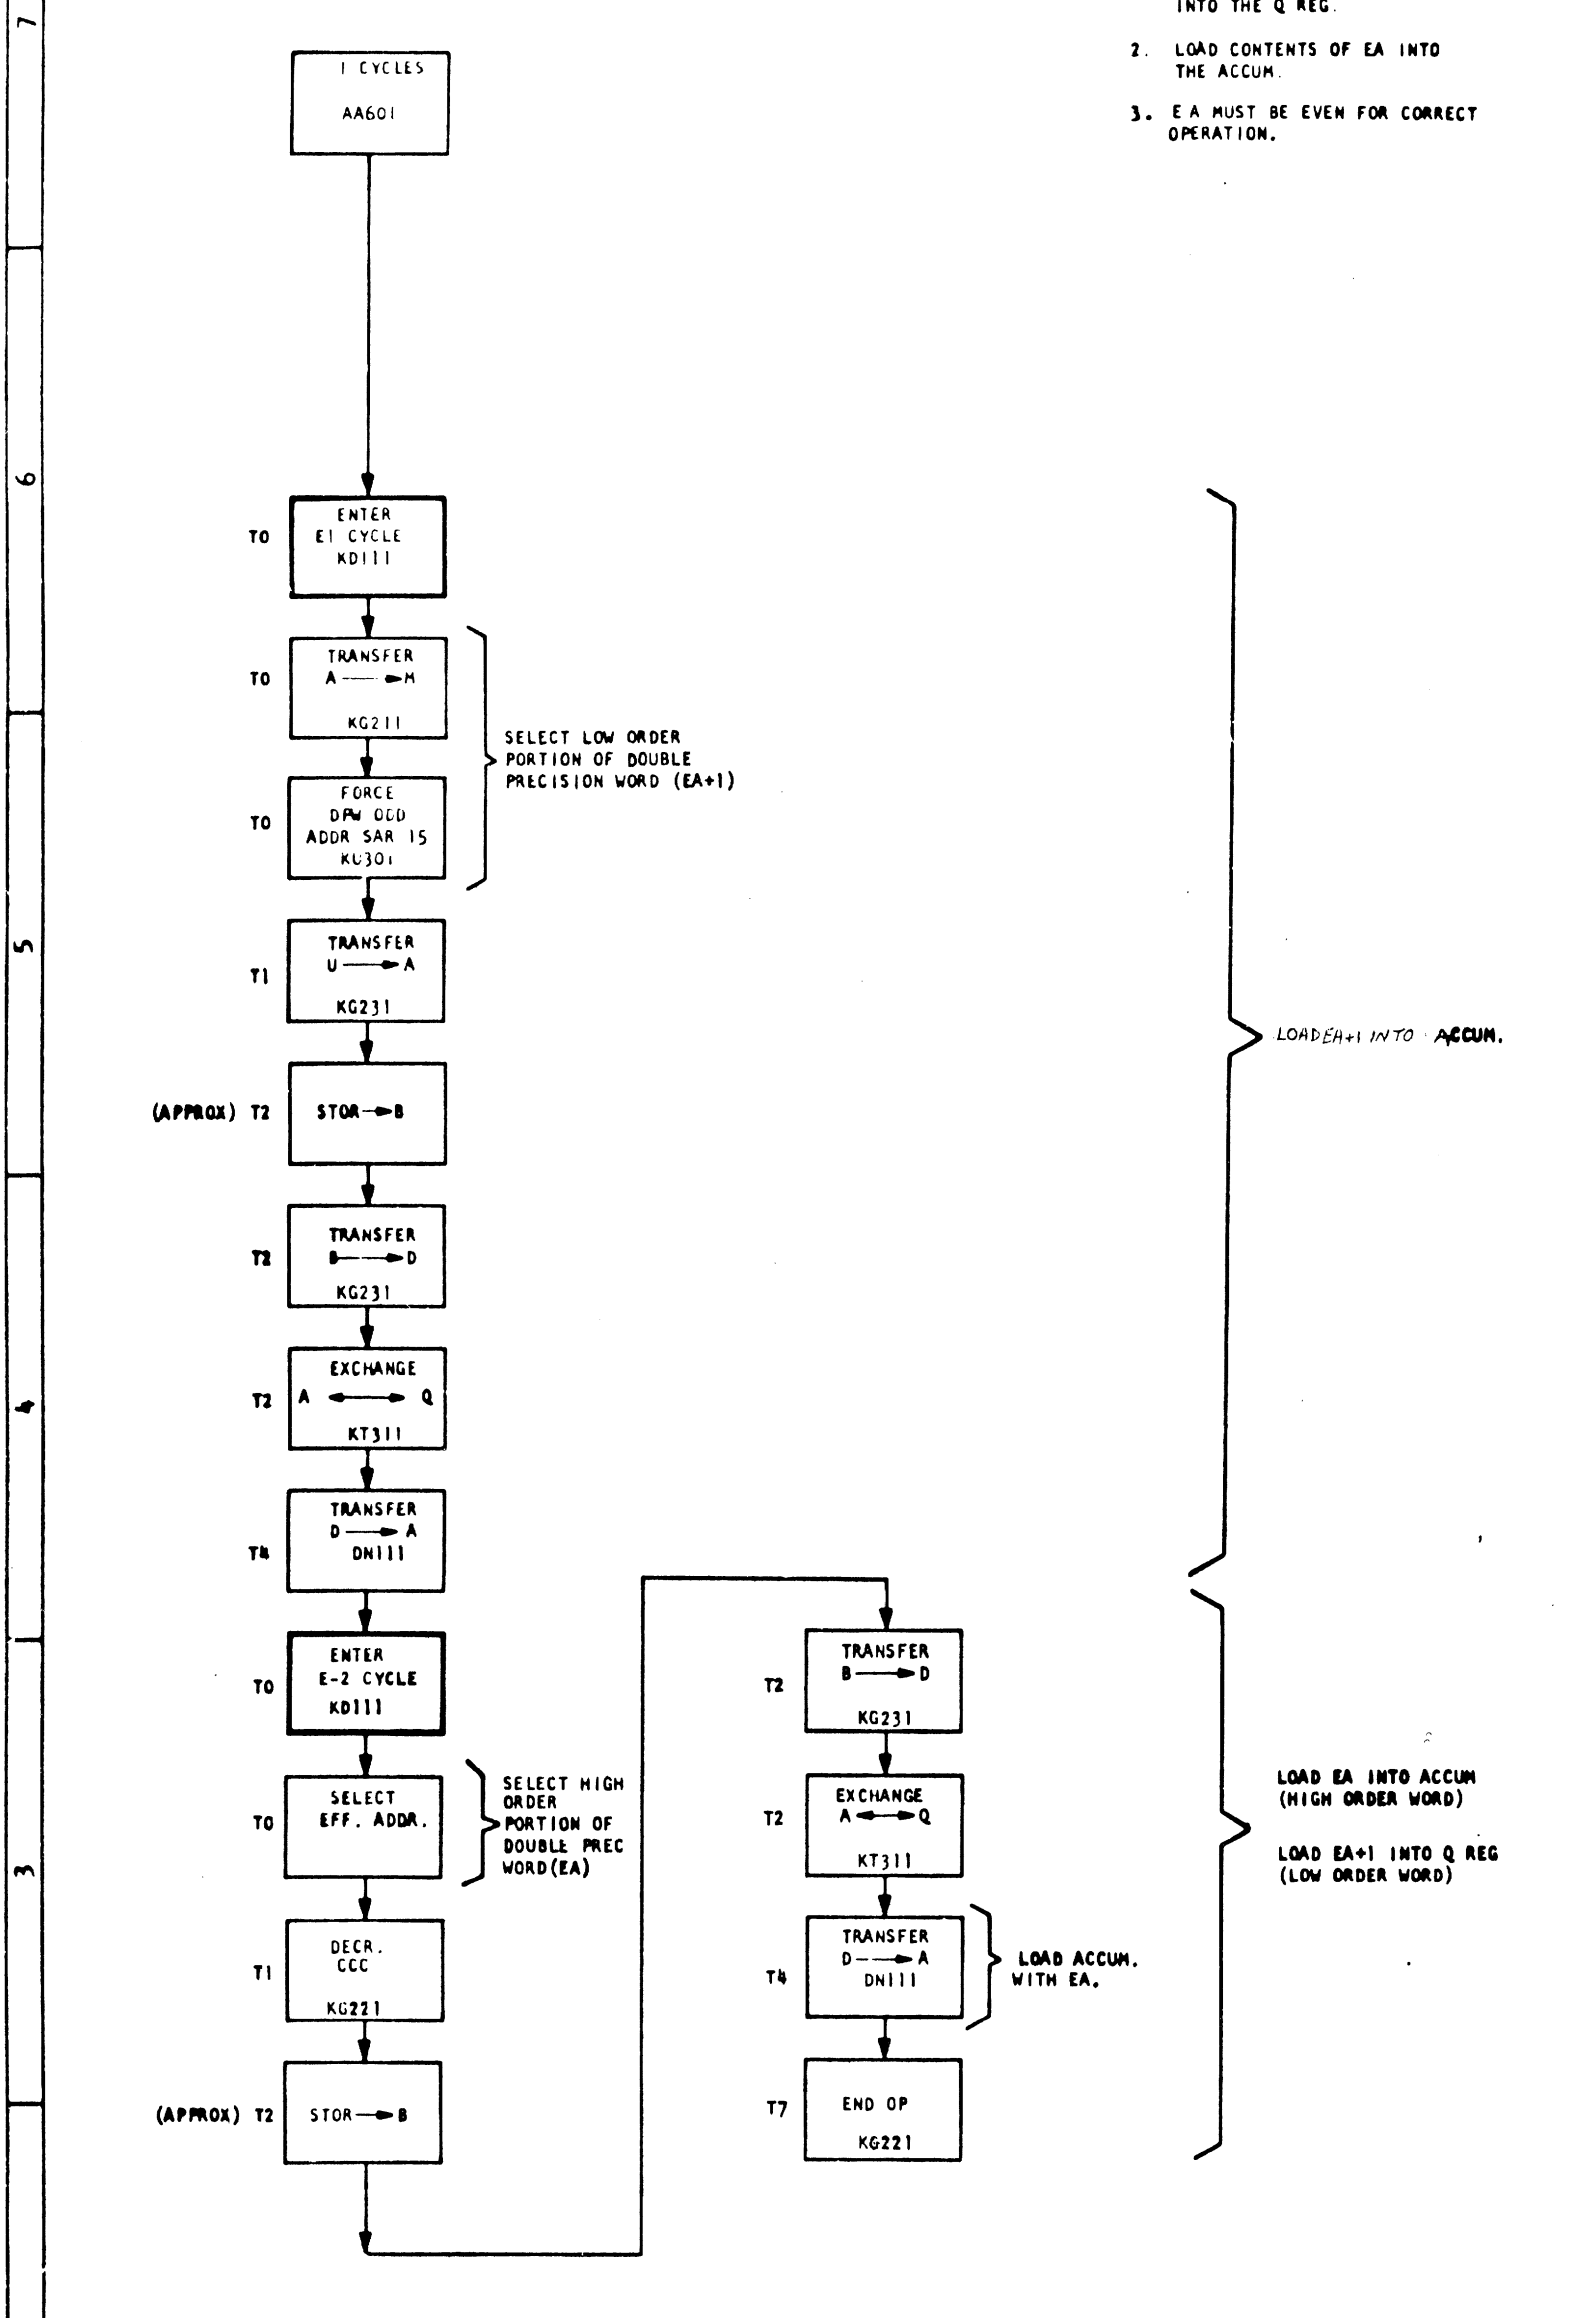 INTO THE Q REG.
2. LOAD CONTENTS OF EA INTO
THE ACCUM.
3. EA MUST BE EVEN FOR CORRECT
OPERATION.
7
6
5
4
3
I CYCLES
AA601
T0
ENTER
E1 CYCLE
KD111
T0
TRANSFER
A → M
KG211
T0
FORCE
DPW ODD
ADDR SAR 15
KG301
SELECT LOW ORDER
PORTION OF DOUBLE
PRECISION WORD (EA+1)
T1
TRANSFER
U → A
KG231
(APPROX) T2
STOR → B
T2
TRANSFER
B → D
KG231
T2
EXCHANGE
A ↔ Q
KT311
T4
TRANSFER
D → A
DN111
LOAD EA+1 INTO ACCUM.
T0
ENTER
E-2 CYCLE
KD111
T0
SELECT
EFF. ADDR.
SELECT HIGH
ORDER
PORTION OF
DOUBLE PREC
WORD(EA)
T1
DECR.
CCC
KG221
(APPROX) T2
STOR → B
T2
TRANSFER
B → D
KG231
T2
EXCHANGE
A ↔ Q
KT311
T4
TRANSFER
D → A
DN111
LOAD ACCUM.
WITH EA.
T7
END OP
KG221
LOAD EA INTO ACCUM
(HIGH ORDER WORD)
LOAD EA+1 INTO Q REG
(LOW ORDER WORD)